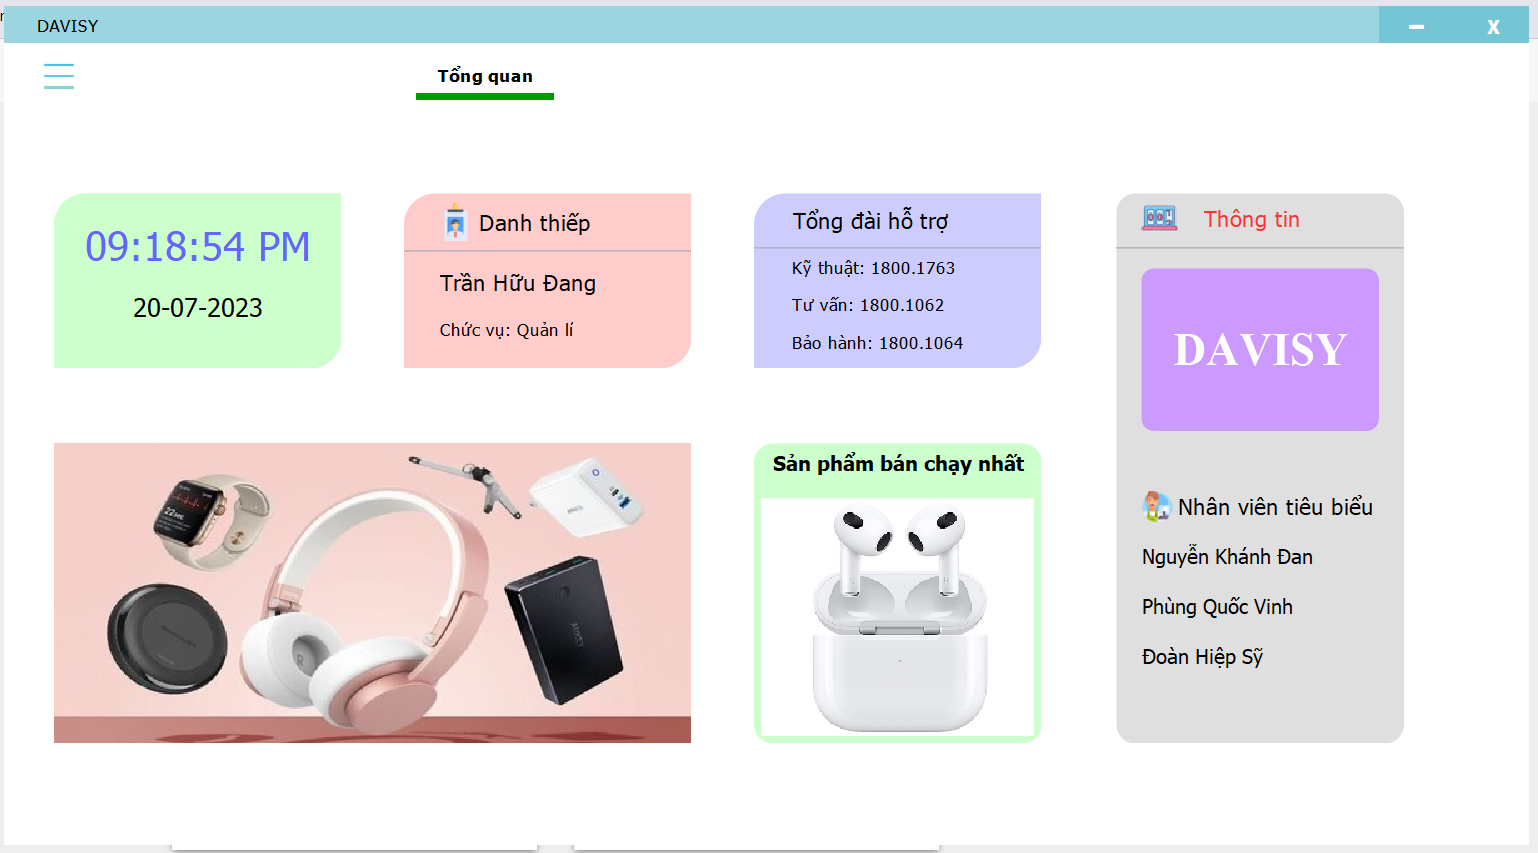 DAVISY
X
Tổng quan
09:18:54 PM
20-07-2023
Danh thiếp
Trần Hữu Đang
Chức vụ: Quản lí
Tổng đài hỗ trợ
Kỹ thuật: 1800.1763
Tư vấn: 1800.1062
Bảo hành: 1800.1064
Thông tin
DAVISY
Sản phẩm bán chạy nhất
Nhân viên tiêu biểu
Nguyễn Khánh Đan
Phùng Quốc Vinh
Đoàn Hiệp Sỹ